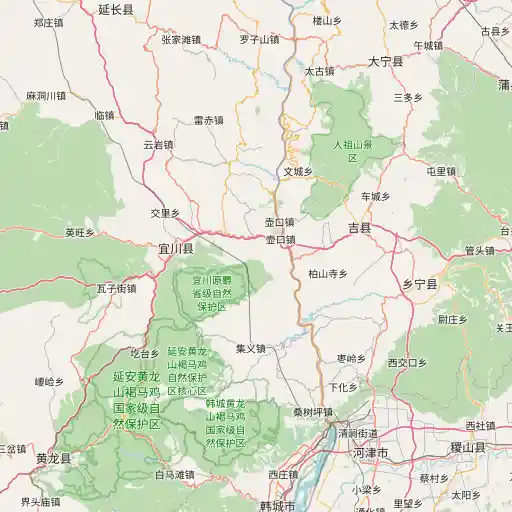 延长县
郑庄镇
楼山乡
太德乡
古县乡
张家滩镇
罗子山镇
午城镇
大宁县
太古镇
蒲县
麻洞川镇
三多乡
临镇
雷赤镇
云岩镇
人祖山景
区
文城乡
屯里镇
车城乡
交里乡
壶口镇
英旺乡
壶口镇
吉县
宜川县
管头镇
柏山寺乡
宜川原麝
省级自然
保护区
瓦子街镇
乡宁县
尉庄乡
圪台乡
延安黄龙
山褐马鸡
自然保护
区核心区
集义镇
枣岭乡
西交口乡
延安黄龙
山褐马鸡
国家级自
然保护区
崾崄乡
下化乡
韩城黄龙
山褐马鸡
国家级自
然保护区
桑树坪镇
清涧街道
西社镇
三岔镇
黄龙县
河津市
稷山县
白马滩镇
西庄镇
蔡村乡
小梁乡
太阳乡
界头庙镇
韩城市
里望乡
通化镇